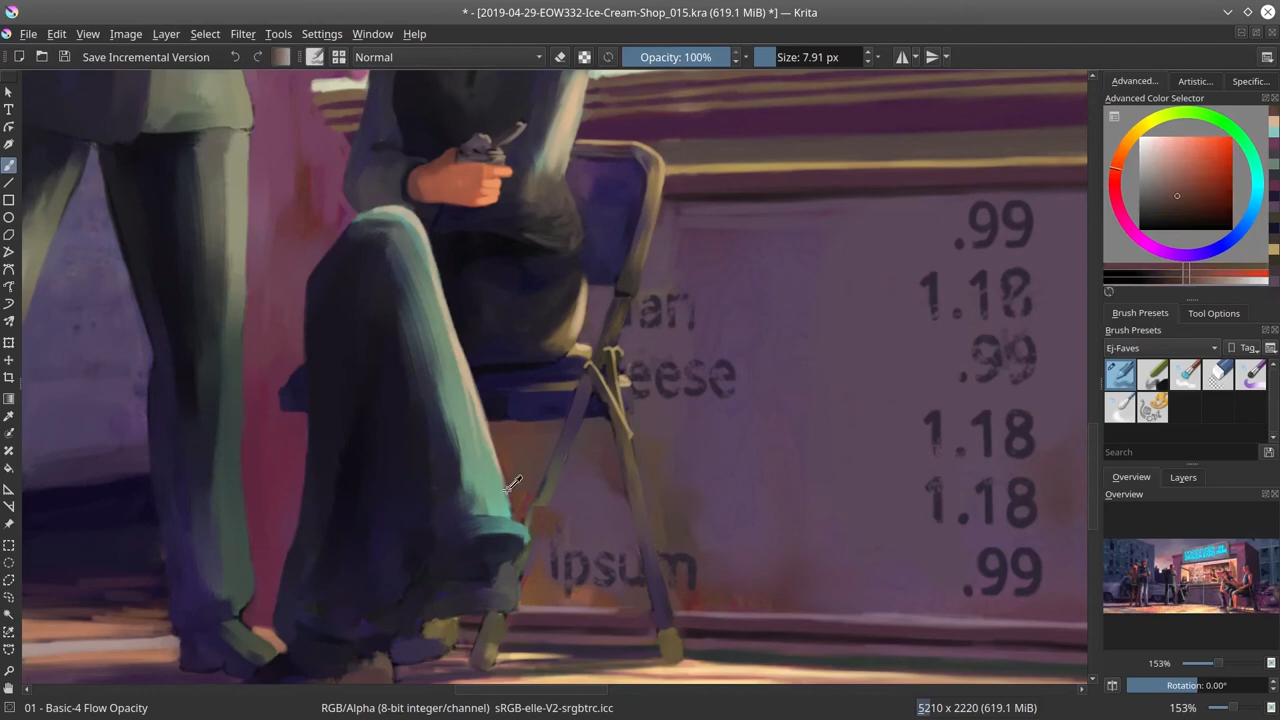 * - [2019-04-29-EOW332-Ice-Cream-Shop_015.kra (619.1 MiB) *] — Krita
File Edit View Image Layer Select Filter Tools Settings Window Help
Save Incremental Version Normal Opacity: 100% Size: 7.91 px
Advanced... Artistic... Specific...
Advanced Color Selector
Brush Presets Tool Options
Brush Presets
Ej-Faves Tag
Search
Overview Layers
Overview
153%
Rotation: 0.00°
.99
1.18
.99
eese
1.18
1.18
Ipsum .99
01 - Basic-4 Flow Opacity RGB/Alpha (8-bit integer/channel) sRGB-elle-V2-srgbtrc.icc 5210 x 2220 (619.1 MiB) 153%